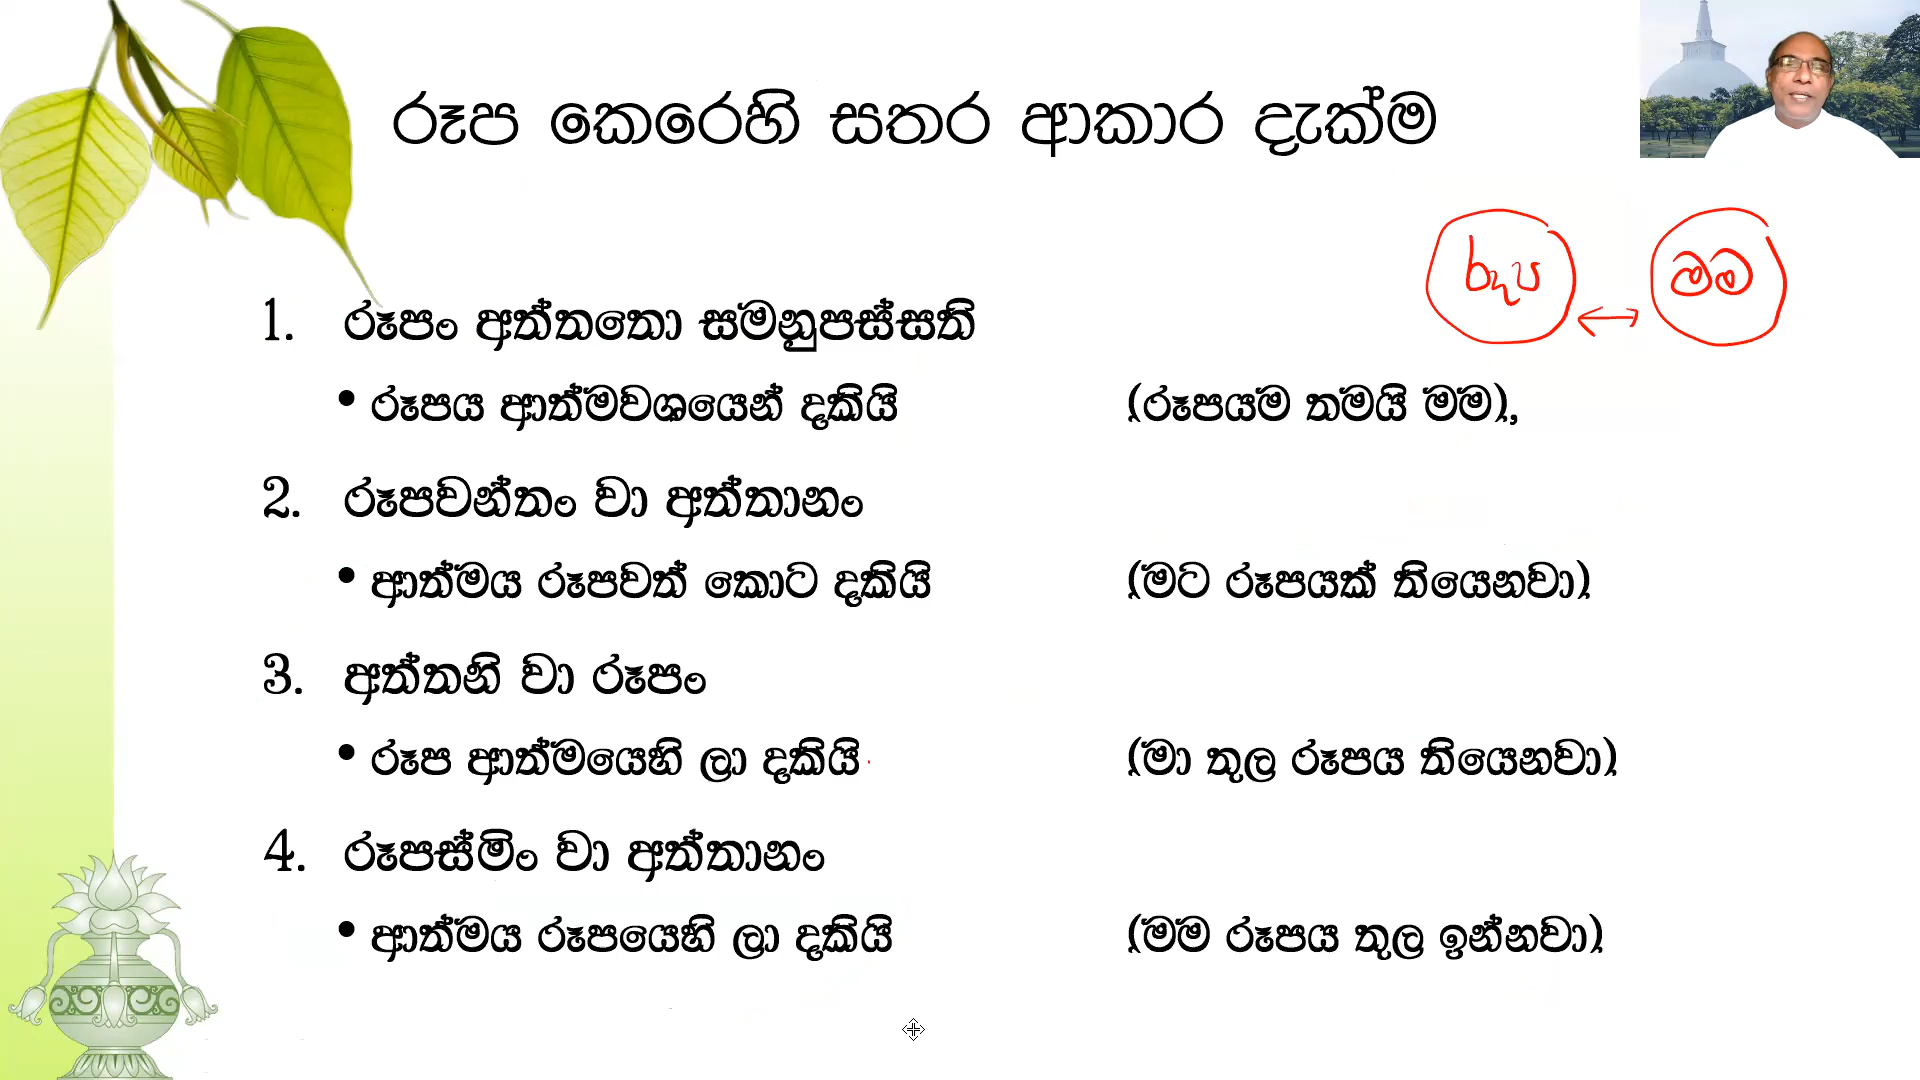 රූප කෙරෙහි සතර ආකාර දැක්ම
රූප
මම
1. රූපං අත්තතො සමනුපස්සති
• රූපය ආත්මවශයෙන් දකියි (රූපයම තමයි මම),
2. රූපවන්තං වා අත්තානං
• ආත්මය රූපවත් කොට දකියි (මට රූපයක් තියෙනවා)
3. අත්තනි වා රූපං
• රූප ආත්මයෙහි ලා දකියි (මා තුල රූපය තියෙනවා)
4. රූපස්මිං වා අත්තානං
• ආත්මය රූපයෙහි ලා දකියි (මම රූපය තුල ඉන්නවා)